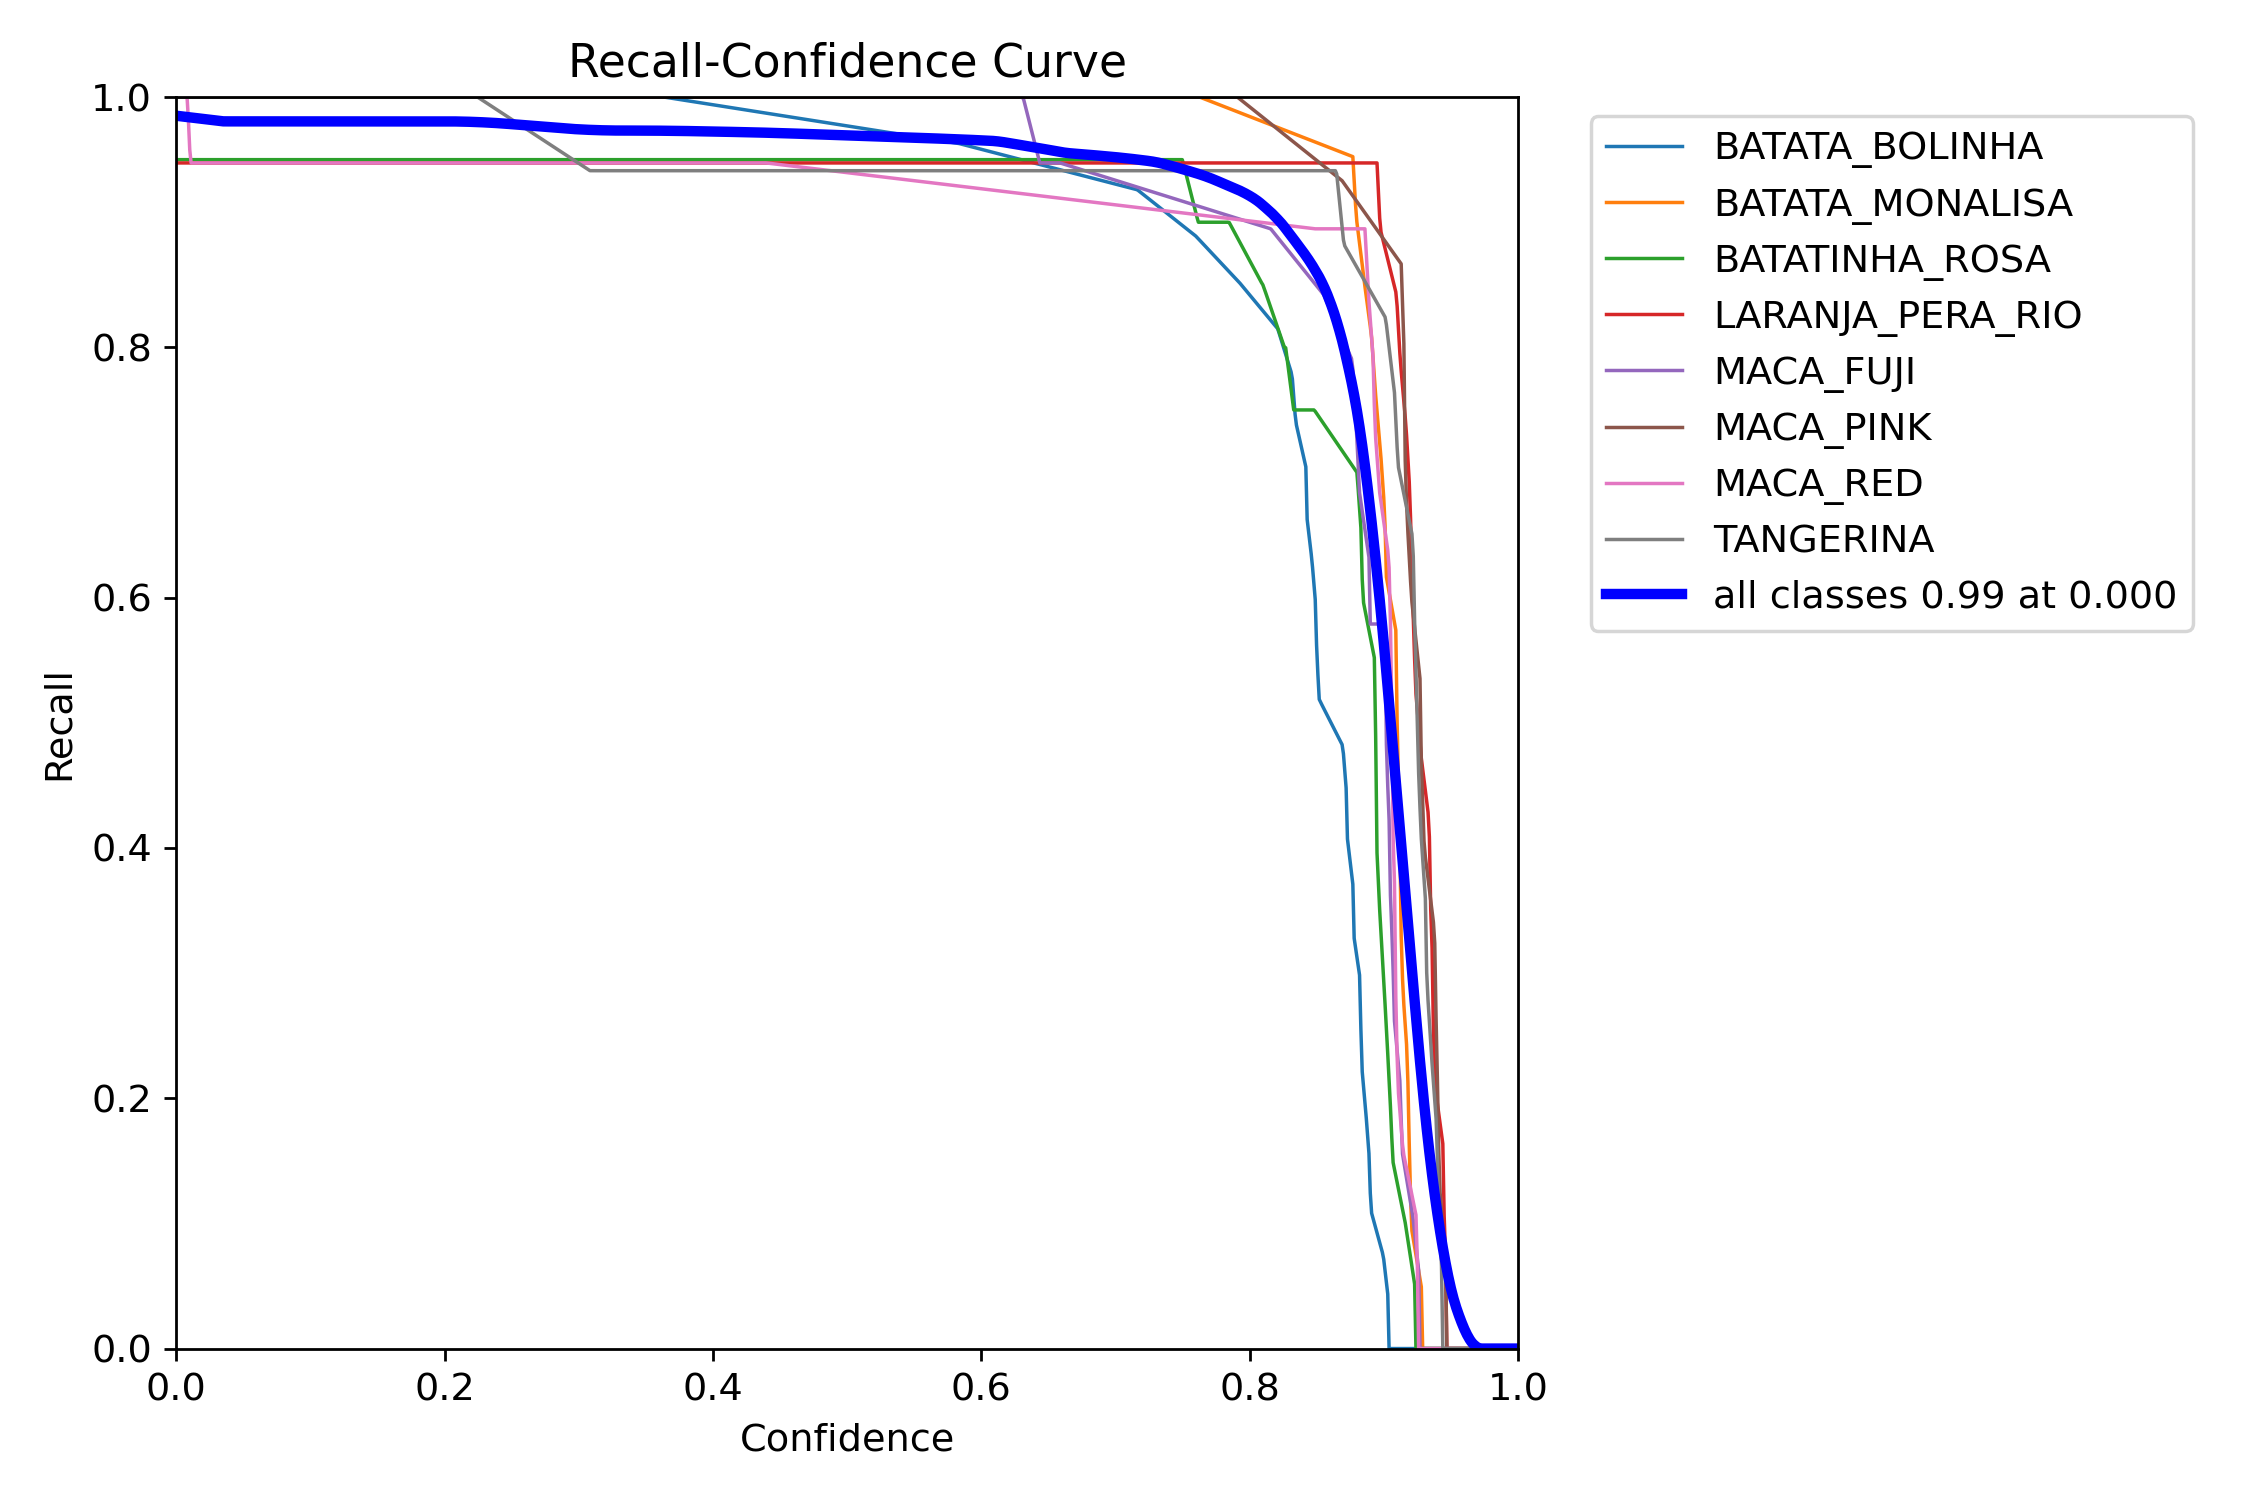 Recall-Confidence Curve
1.0
0.8
0.6
0.4
0.2
0.0
Recall
0.0 0.2 0.4 0.6 0.8 1.0
Confidence
BATATA_BOLINHA
BATATA_MONALISA
BATATINHA_ROSA
LARANJA_PERA_RIO
MACA_FUJI
MACA_PINK
MACA_RED
TANGERINA
all classes 0.99 at 0.000